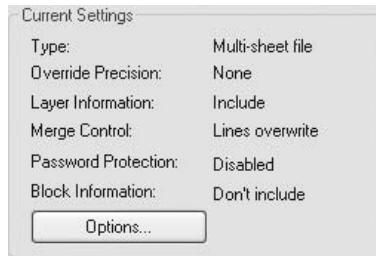 Current Settings
Type: Multi-sheet file
Override Precision: None
Layer Information: Include
Merge Control: Lines overwrite
Password Protection: Disabled
Block Information: Don't include
Options...